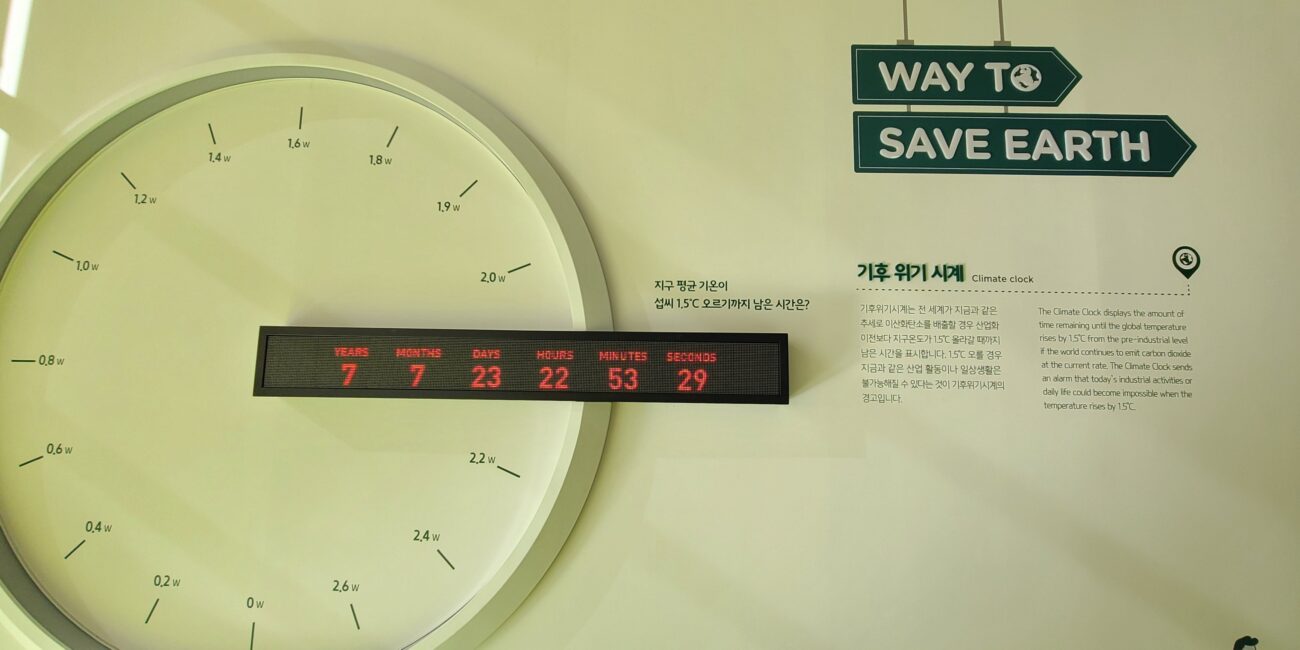 WAY TO
SAVE EARTH
1.6 w
1.4 w
1.8 w
1.2 w
1.9 w
1.0 w
2.0 w
0.8 w
0.6 w
2.2 w
0.4 w
2.4 w
0.2 w
2.6 w
0 w
지구 평균 기온이
섭씨 1.5℃ 오르기까지 남은 시간은?
YEARS MONTHS DAYS HOURS MINUTES SECONDS
7 7 23 22 53 29
기후 위기 시계 Climate clock
기후위기시계는 전 세계가 지금과 같은
추세로 이산화탄소를 배출할 경우 산업화
이전보다 지구온도가 1.5℃ 올라갈 때까지
남은 시간을 표시합니다. 1.5℃ 오를 경우
지금과 같은 산업 활동이나 일상생활은
불가능해질 수 있다는 것이 기후위기시계의
경고입니다.
The Climate Clock displays the amount of
time remaining until the global temperature
rises by 1.5℃ from the pre-industrial level
if the world continues to emit carbon dioxide
at the current rate. The Climate Clock sends
an alarm that today's industrial activities or
daily life could become impossible when the
temperature rises by 1.5℃.